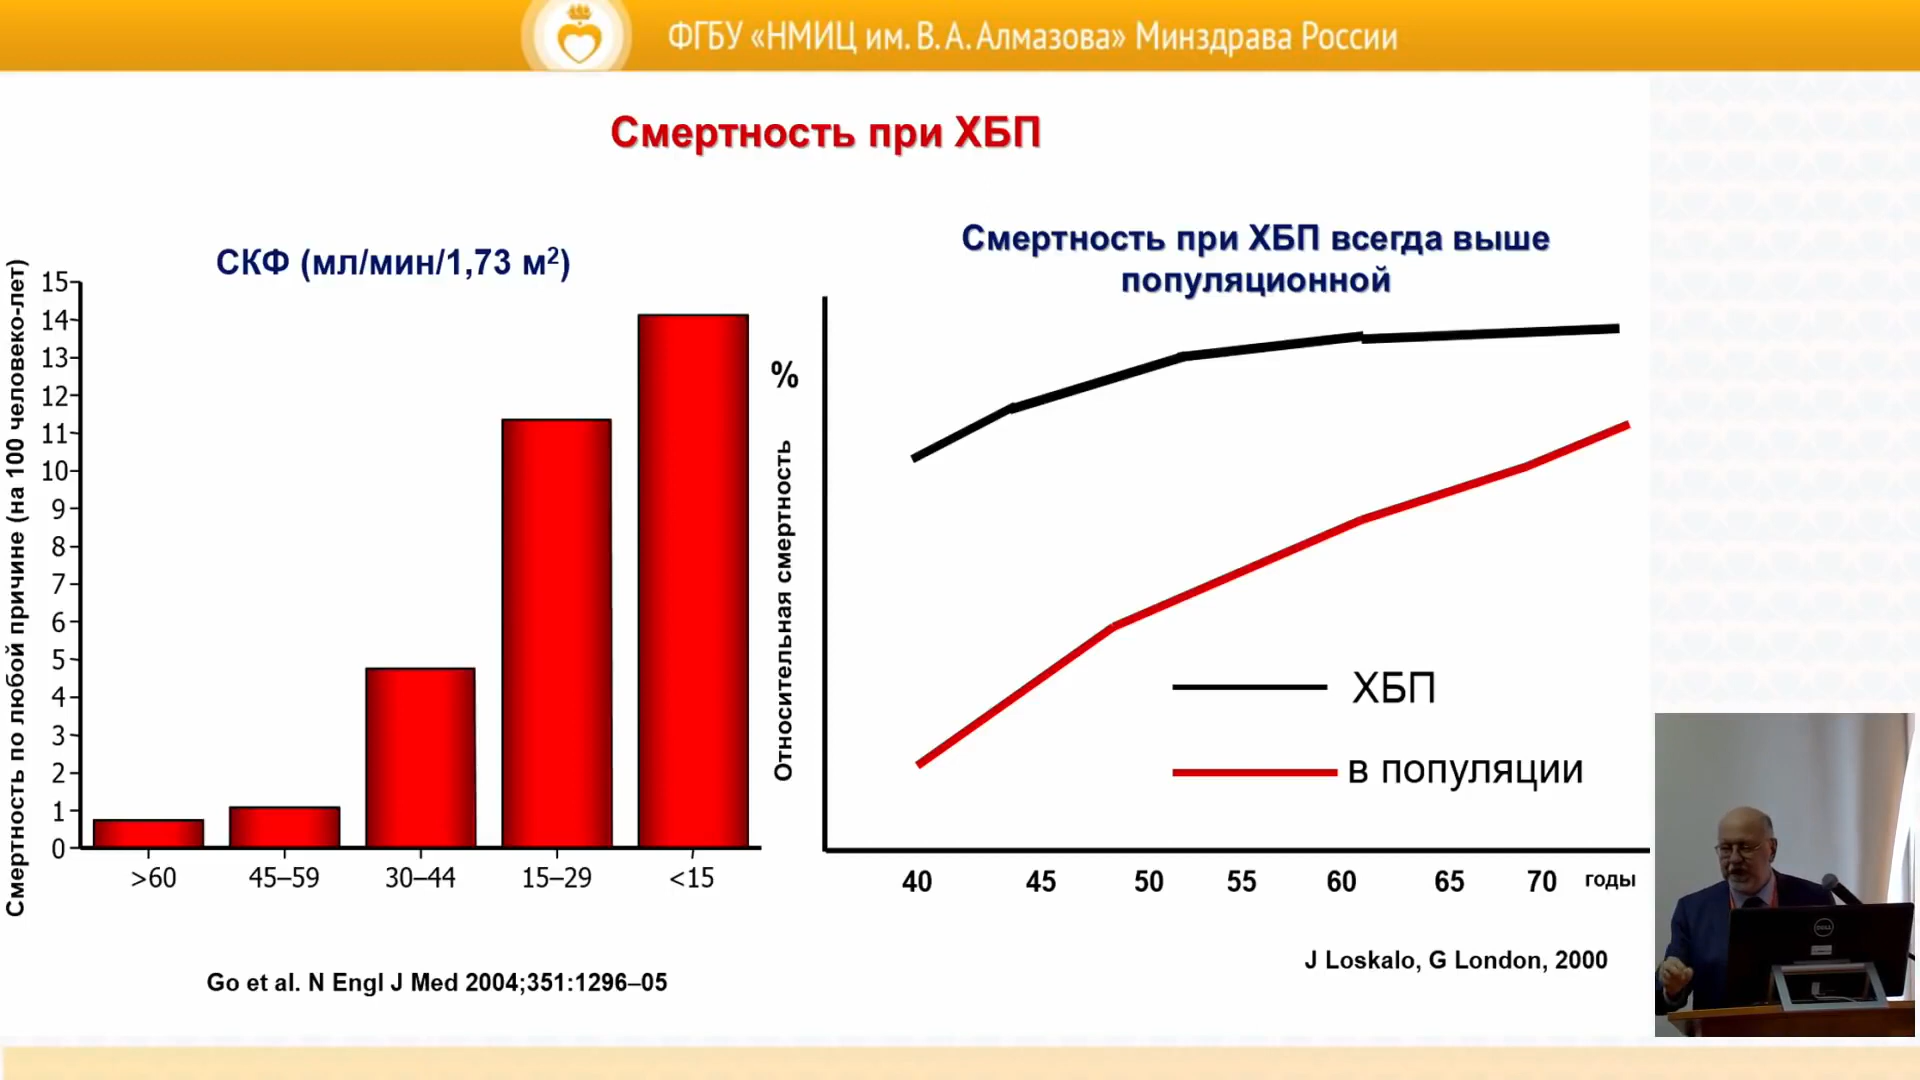 ФГБУ «НМИЦ им. В. А. Алмазова» Минздрава России
Смертность при ХБП
СКФ (мл/мин/1,73 м²)
Смертность по любой причине (на 100 человеко-лет)
15
14
13
12
11
10
9
8
7
6
5
4
3
2
1
0
>60 45–59 30–44 15–29 <15
Go et al. N Engl J Med 2004;351:1296–05
Смертность при ХБП всегда выше
популяционной
%
Относительная смертность
ХБП
в популяции
40 45 50 55 60 65 70 годы
J Loskalo, G London, 2000
DELL